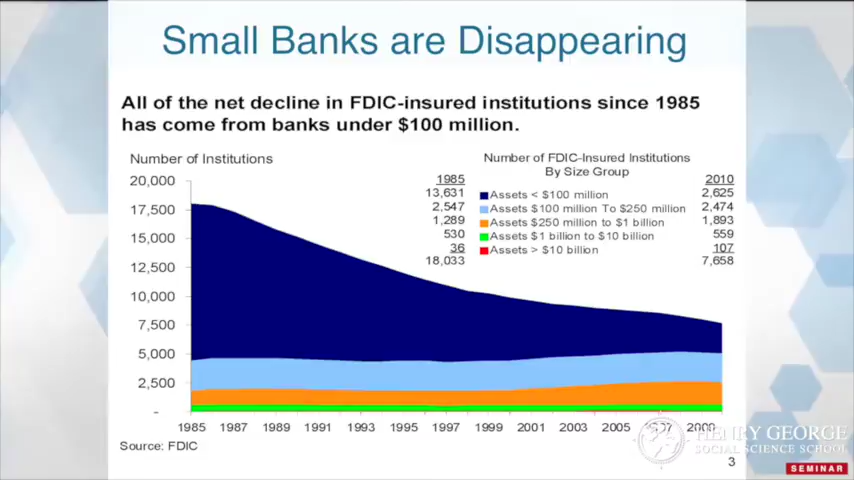 Small Banks are Disappearing
All of the net decline in FDIC-insured institutions since 1985
has come from banks under $100 million.
Number of Institutions
Number of FDIC-Insured Institutions
By Size Group
1985
2010
13,631 Assets < $100 million 2,625
2,547 Assets $100 million To $250 million 2,474
1,289 Assets $250 million to $1 billion 1,893
530 Assets $1 billion to $10 billion 559
36 Assets > $10 billion 107
18,033 7,658
20,000
17,500
15,000
12,500
10,000
7,500
5,000
2,500
-
1985 1987 1989 1991 1993 1995 1997 1999 2001 2003 2005 2007 2009
Source: FDIC
HENRY GEORGE
SOCIAL SCIENCE SCHOOL
3
SEMINAR